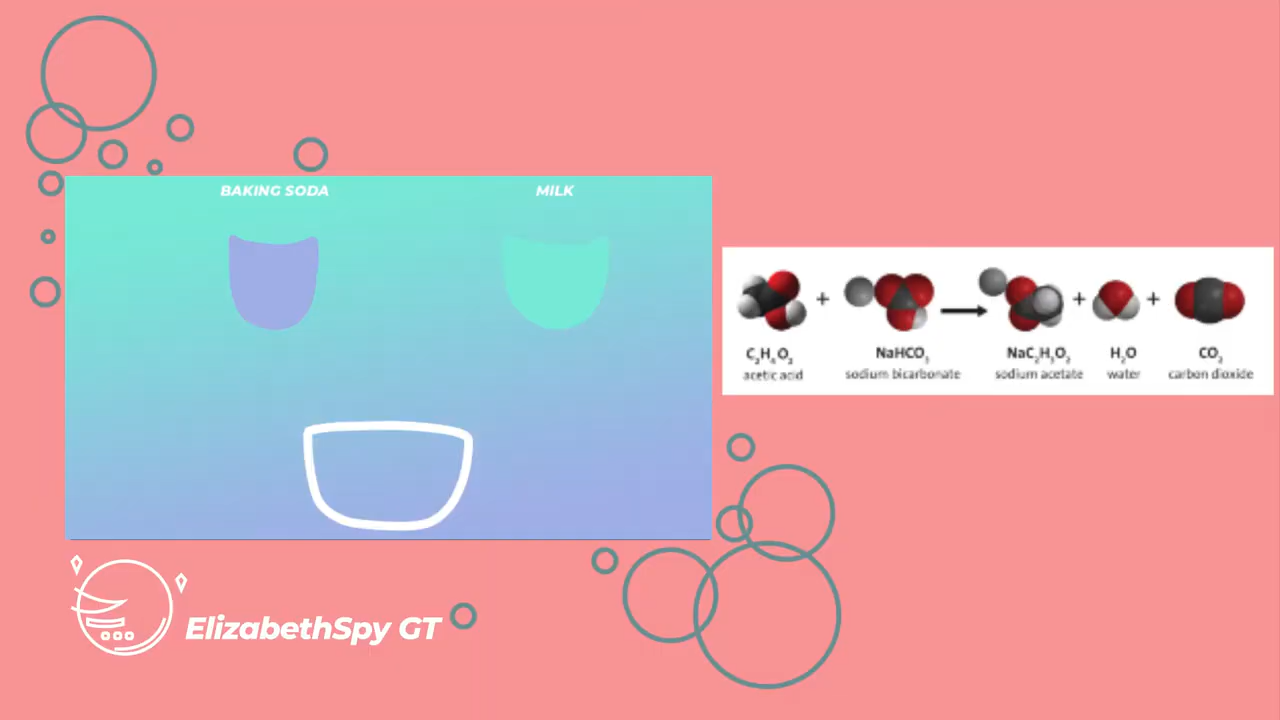 BAKING SODA MILK
+ → + +
C₂H₄O₂ NaHCO₃ NaC₂H₃O₂ H₂O CO₂
acetic acid sodium bicarbonate sodium acetate water carbon dioxide
ElizabethSpy GT